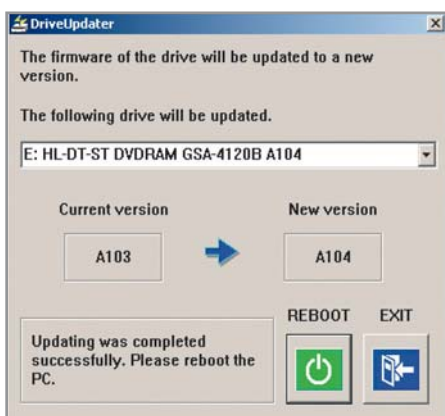 DriveUpdater
The firmware of the drive will be updated to a new
version.
The following drive will be updated.
E: HL-DT-ST DVDRAM GSA-4120B A104
Current version
New version
A103
A104
REBOOT
EXIT
Updating was completed
successfully. Please reboot the
PC.